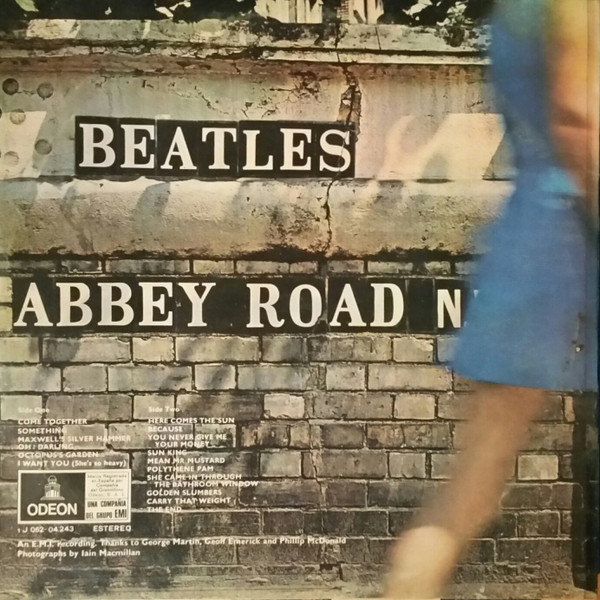 BEATLES
ABBEY ROAD N
Side One
COME TOGETHER
SOMETHING
MAXWELL'S SILVER HAMMER
OH! DARLING
OCTOPUS'S GARDEN
I WANT YOU (She's so heavy)
Side Two
HERE COMES THE SUN
BECAUSE
YOU NEVER GIVE ME
YOUR MONEY
SUN KING
MEAN MR MUSTARD
POLYTHENE PAM
SHE CAME IN THROUGH
THE BATHROOM WINDOW
GOLDEN SLUMBERS
CARRY THAT WEIGHT
THE END
ODEON
UNA COMPAÑIA
DEL GRUPO EMI
1 J 062 04.243 ESTEREO
An E.M.I. recording. Thanks to George Martin, Geoff Emerick and Phillip McDonald
Photographs by Iain Macmillan